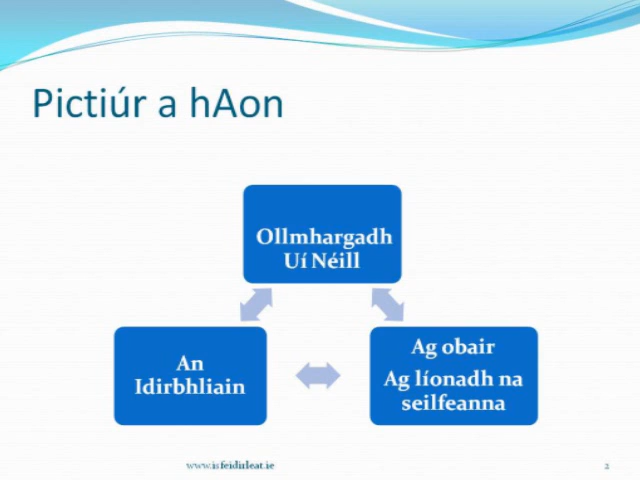 Pictiúr a hAon
Ollmhargadh
Uí Néill
An
Idirbhliain
Ag obair
Ag líonadh na
seilfeanna
www.isfeidirleat.ie
2